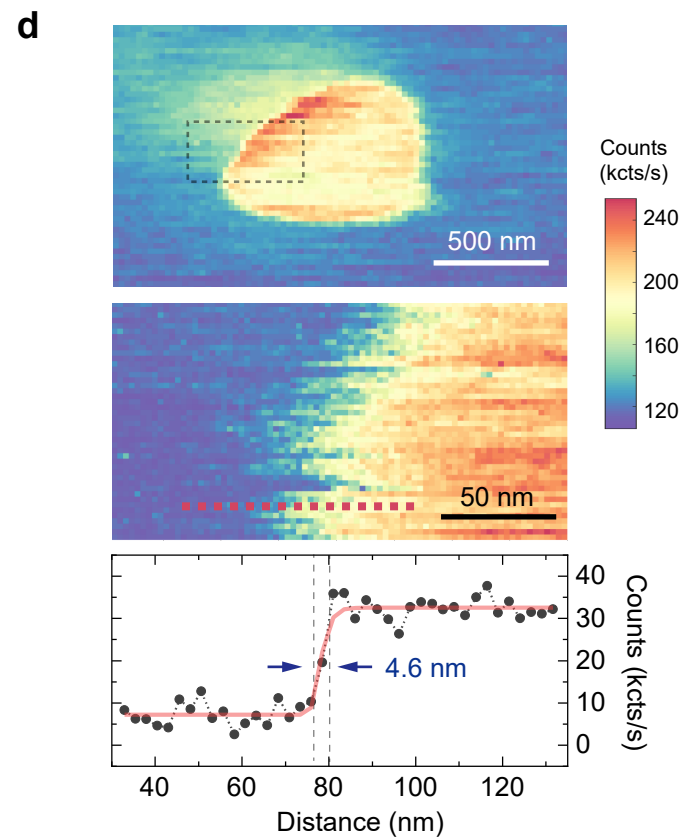 d
Counts
(kcts/s)
240
200
160
120
500 nm
50 nm
4.6 nm
40
30
20
10
0
Counts (kcts/s)
40 60 80 100 120
Distance (nm)